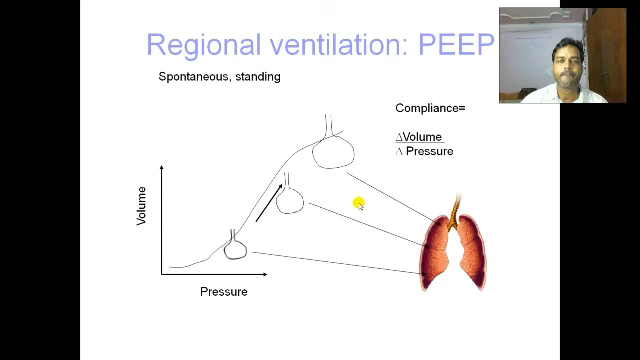 Regional ventilation: PEEP
Spontaneous, standing
Compliance=
∆Volume
∆ Pressure
Volume
Pressure